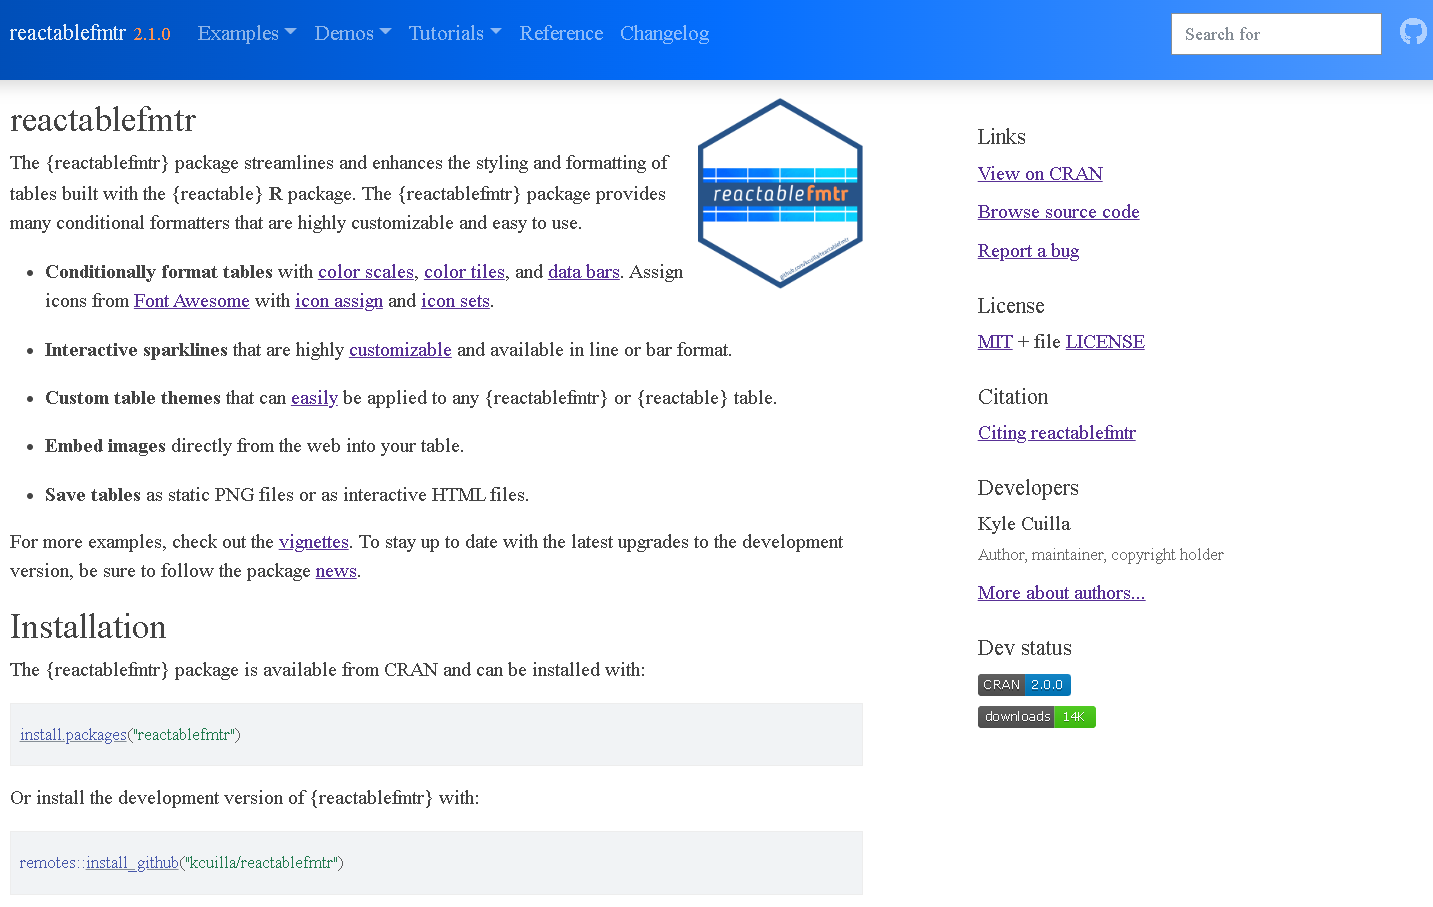 reactablefmtr 2.1.0 Examples Demos Tutorials Reference Changelog Search for
reactablefmtr
The {reactablefmtr} package streamlines and enhances the styling and formatting of
tables built with the {reactable} R package. The {reactablefmtr} package provides
many conditional formatters that are highly customizable and easy to use.
reactablefmtr
github.com/kcuilla/reactablefmtr
• Conditionally format tables with color scales, color tiles, and data bars. Assign
icons from Font Awesome with icon assign and icon sets.
• Interactive sparklines that are highly customizable and available in line or bar format.
• Custom table themes that can easily be applied to any {reactablefmtr} or {reactable} table.
• Embed images directly from the web into your table.
• Save tables as static PNG files or as interactive HTML files.
For more examples, check out the vignettes. To stay up to date with the latest upgrades to the development
version, be sure to follow the package news.
Installation
The {reactablefmtr} package is available from CRAN and can be installed with:
install.packages("reactablefmtr")
Or install the development version of {reactablefmtr} with:
remotes::install_github("kcuilla/reactablefmtr")
Links
View on CRAN
Browse source code
Report a bug
License
MIT + file LICENSE
Citation
Citing reactablefmtr
Developers
Kyle Cuilla
Author, maintainer, copyright holder
More about authors...
Dev status
CRAN 2.0.0
downloads 14K